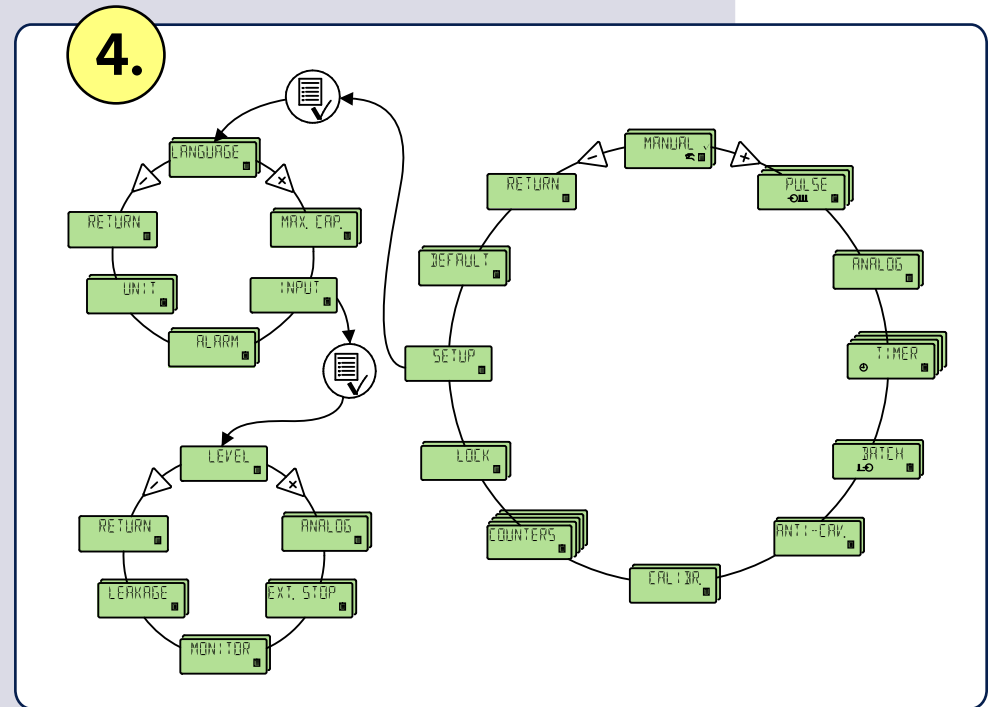 4.
LANGUAGE
RETURN
MAX. CAP.
UNIT
INPUT
ALARM
LEVEL
RETURN
ANALOG
LEAKAGE
EXT. STOP
MONITOR
MANUAL
RETURN
PULSE
DEFAULT
ANALOG
SETUP
TIMER
LOCK
BATCH
COUNTERS
ANTI-CAV.
CALIBR.